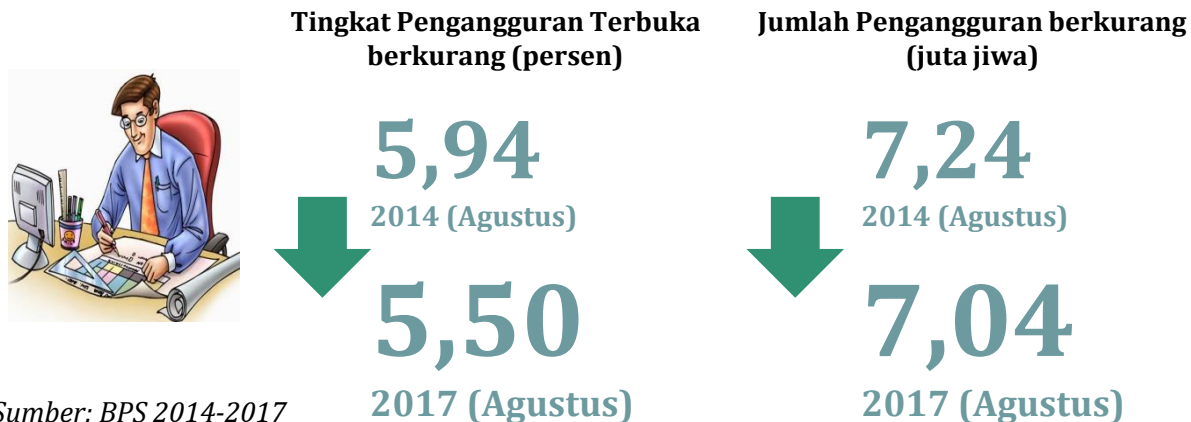 Tingkat Pengangguran Terbuka
berkurang (persen)
5,94
2014 (Agustus)
5,50
2017 (Agustus)
Jumlah Pengangguran berkurang
(juta jiwa)
7,24
2014 (Agustus)
7,04
2017 (Agustus)
Sumber: BPS 2014-2017